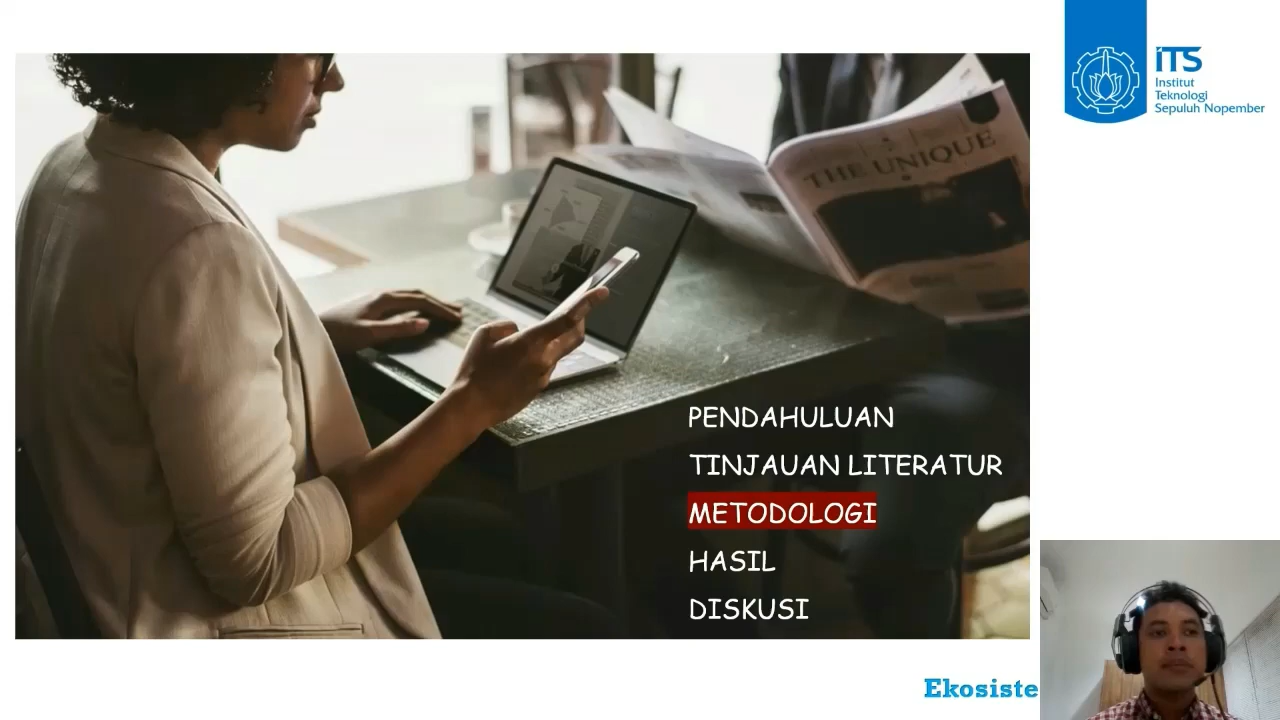 iTS
Institut
Teknologi
Sepuluh Nopember
THE UNIQUE
PENDAHULUAN
TINJAUAN LITERATUR
METODOLOGI
HASIL
DISKUSI
Ekosiste